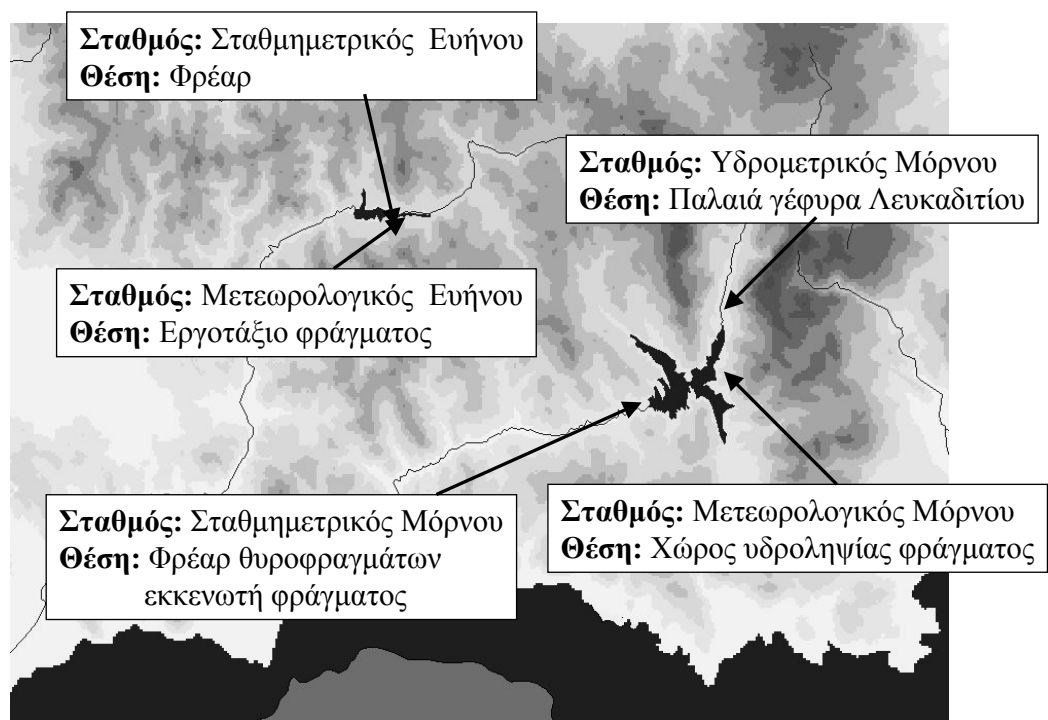 Σταθμός: Σταθμημετρικός Ευήνου
Θέση: Φρέαρ
Σταθμός: Υδρομετρικός Μόρνου
Θέση: Παλαιά γέφυρα Λευκαδιτίου
Σταθμός: Μετεωρολογικός Ευήνου
Θέση: Εργοτάξιο φράγματος
Σταθμός: Σταθμημετρικός Μόρνου
Θέση: Φρέαρ θυροφραγμάτων
εκκενωτή φράγματος
Σταθμός: Μετεωρολογικός Μόρνου
Θέση: Χώρος υδροληψίας φράγματος